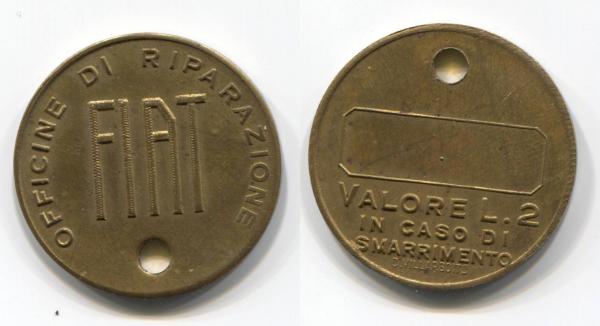 OFFICINE DI RIPARAZIONE
FIAT
VALORE L. 2
IN CASO DI
SMARRIMENTO